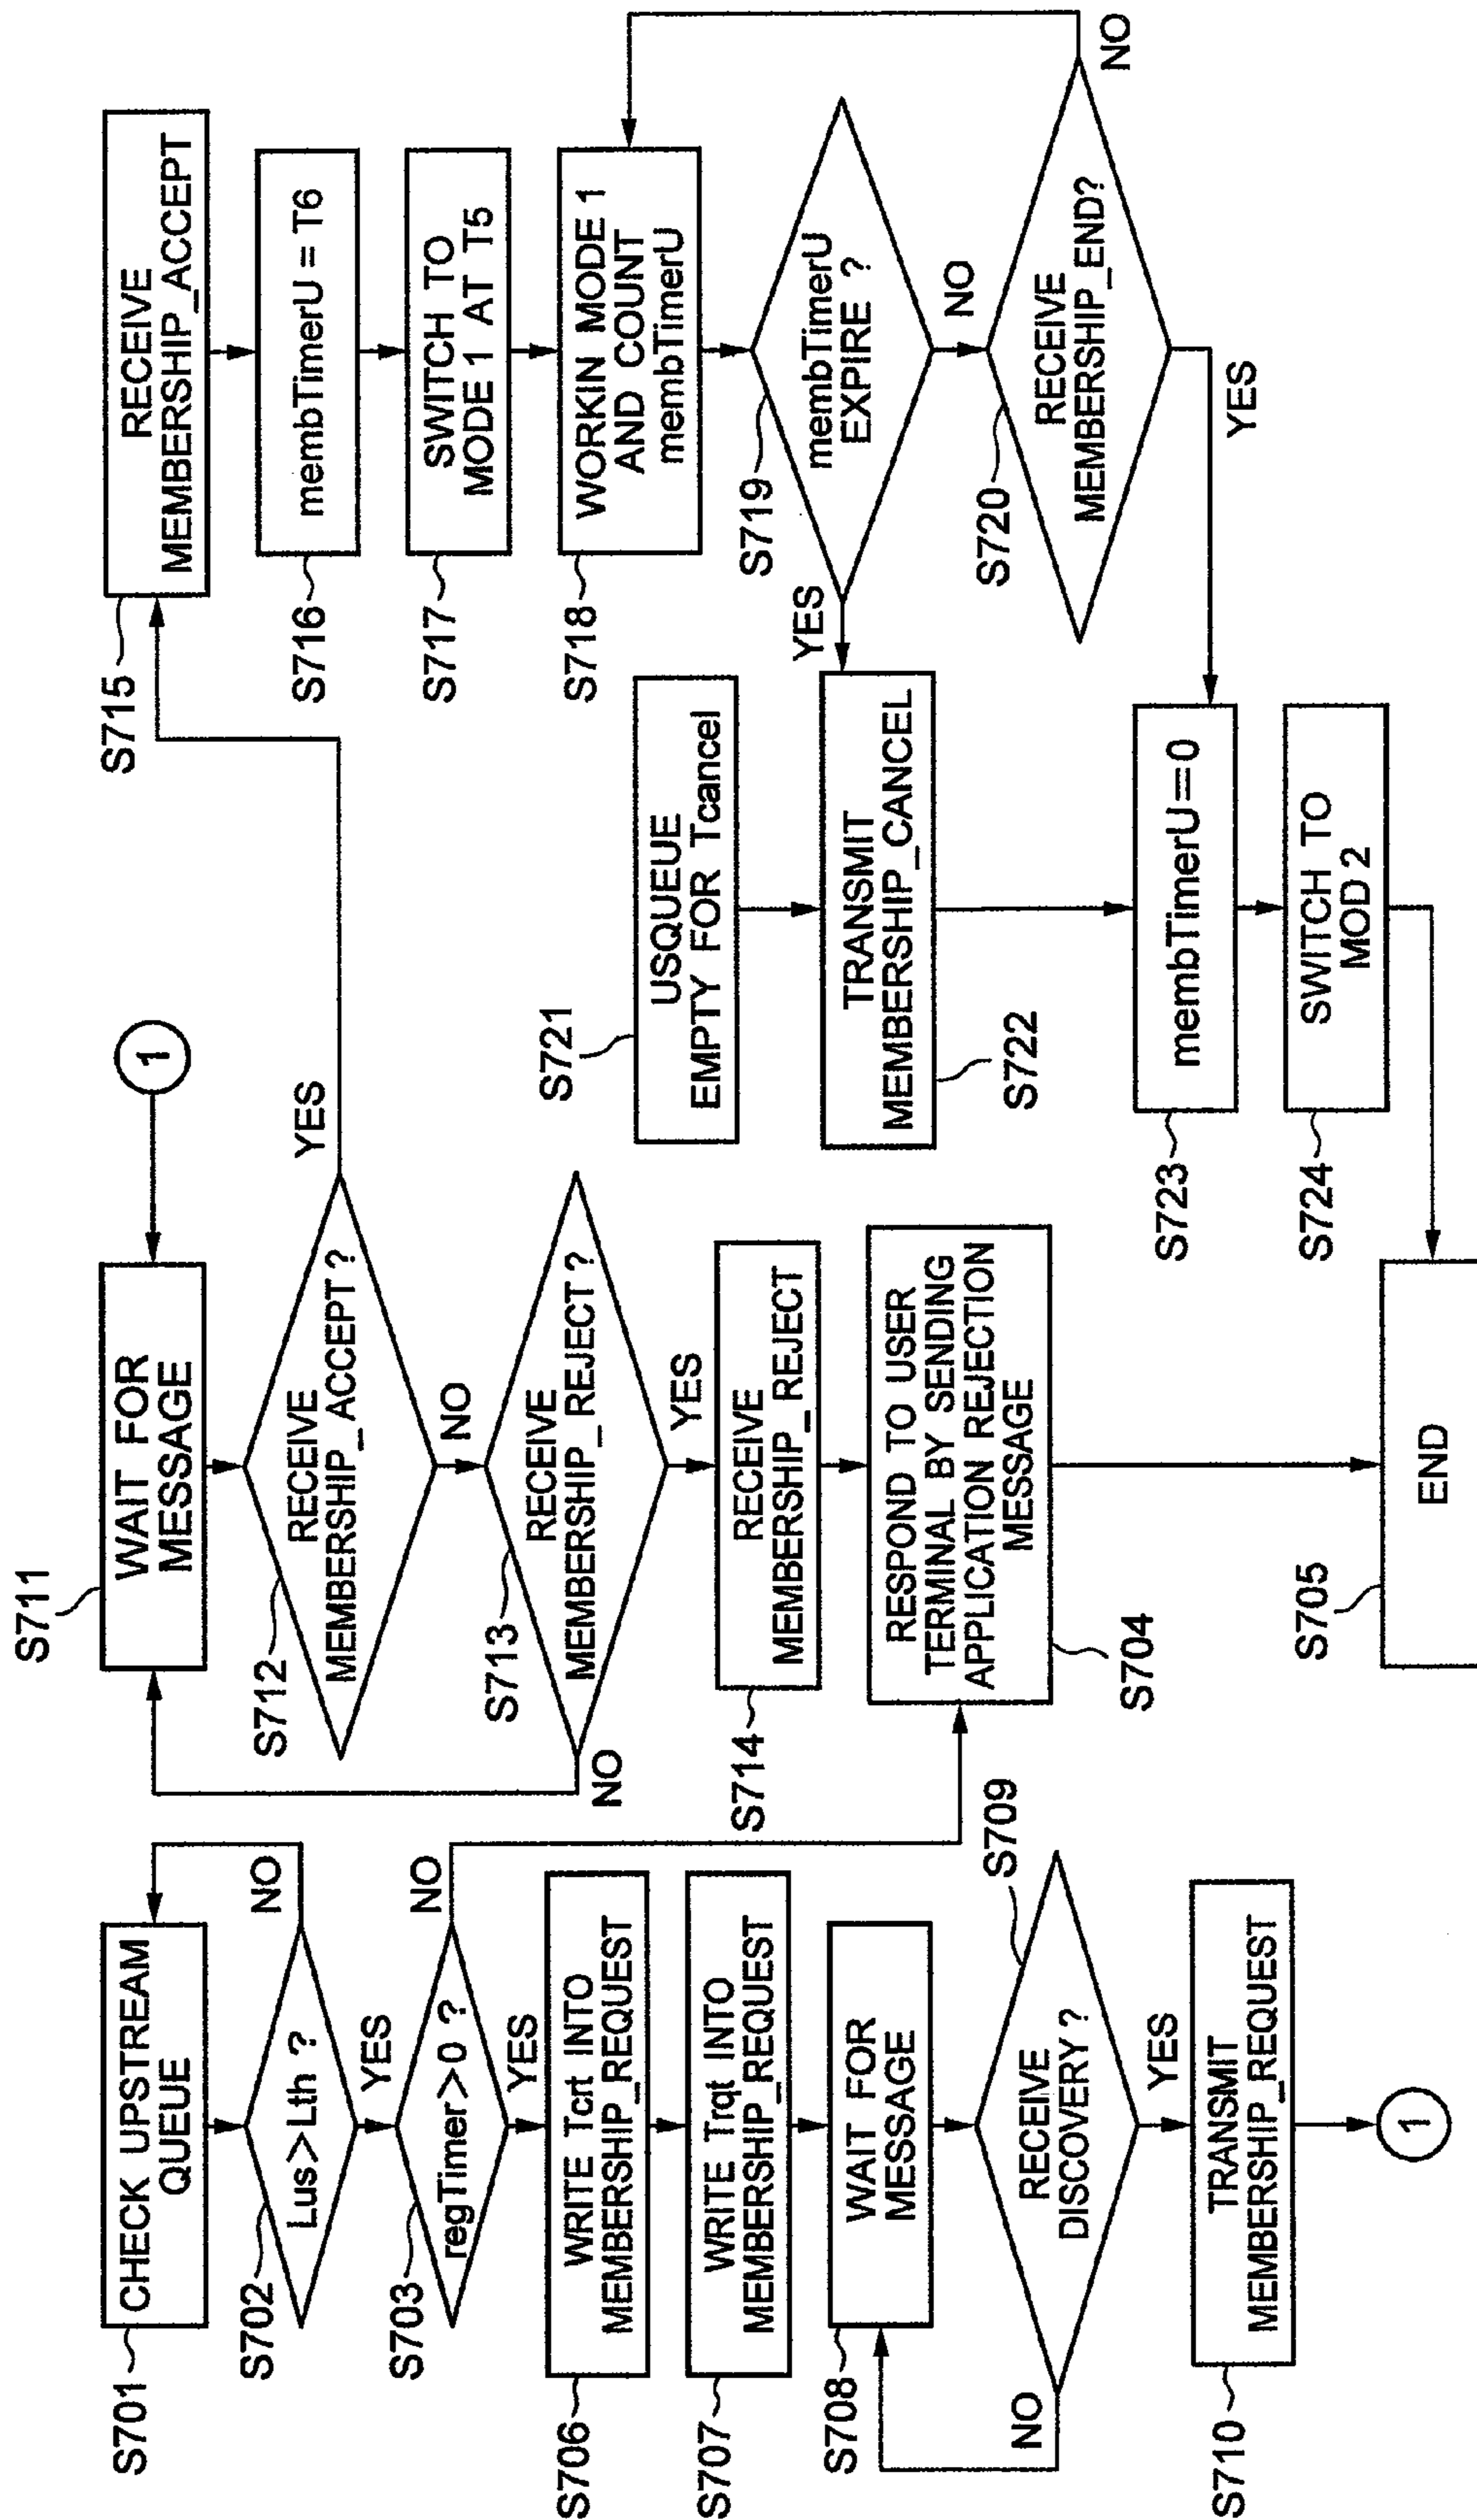 S701
CHECK UPSTREAM
QUEUE
S702
Lus>Lth ?
NO
YES
S703
regTimer>0 ?
NO
YES
S706
WRITE Tcrt INTO
MEMBERSHIP_REQUEST
S707
WRITE Trqt INTO
MEMBERSHIP_REQUEST
S708
WAIT FOR
MESSAGE
S709
RECEIVE
DISCOVERY ?
NO
YES
S710
TRANSMIT
MEMBERSHIP_REQUEST
1
1
S711
WAIT FOR
MESSAGE
S712
RECEIVE
MEMBERSHIP_ACCEPT ?
YES
NO
S713
RECEIVE
MEMBERSHIP_REJECT ?
NO
YES
S714
RECEIVE
MEMBERSHIP_REJECT
RESPOND TO USER
TERMINAL BY SENDING
APPLICATION REJECTION
MESSAGE
S704
S705
END
S715
RECEIVE
MEMBERSHIP_ACCEPT
S716
membTimerU = T6
S717
SWITCH TO
MODE 1 AT T5
S718
WORKIN MODE 1
AND COUNT
membTimerU
S719
membTimerU
EXPIRE ?
YES
NO
S720
RECEIVE
MEMBERSHIP_END?
NO
YES
S721
USQUEUE
EMPTY FOR Tcancel
TRANSMIT
MEMBERSHIP_CANCEL
S722
S723
membTimerU=0
S724
SWITCH TO
MOD 2